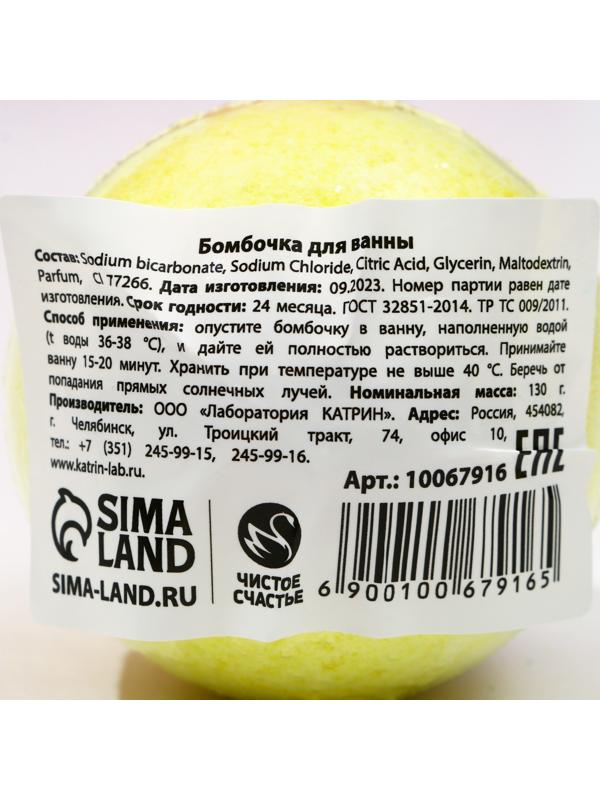 Бомбочка для ванны
Состав: Sodium bicarbonate, Sodium Chloride, Citric Acid, Glycerin, Maltodextrin,
Parfum, CI 77266. Дата изготовления: 09.2023. Номер партии равен дате
изготовления. Срок годности: 24 месяца. ГОСТ 32851-2014. ТР ТС 009/2011.
Способ применения: опустите бомбочку в ванну, наполненную водой
(t воды 36-38 °C), и дайте ей полностью раствориться. Принимайте
ванну 15-20 минут. Хранить при температуре не выше 40 °C. Беречь от
попадания прямых солнечных лучей. Номинальная масса: 130 г.
Производитель: ООО «Лаборатория КАТРИН». Адрес: Россия, 454082,
г. Челябинск, ул. Троицкий тракт, 74, офис 10,
тел.: +7 (351) 245-99-15, 245-99-16.
www.katrin-lab.ru.
EAC
Арт.: 10067916
SIMA
LAND
SIMA-LAND.RU
ЧИСТОЕ
СЧАСТЬЕ
6 900100 679165